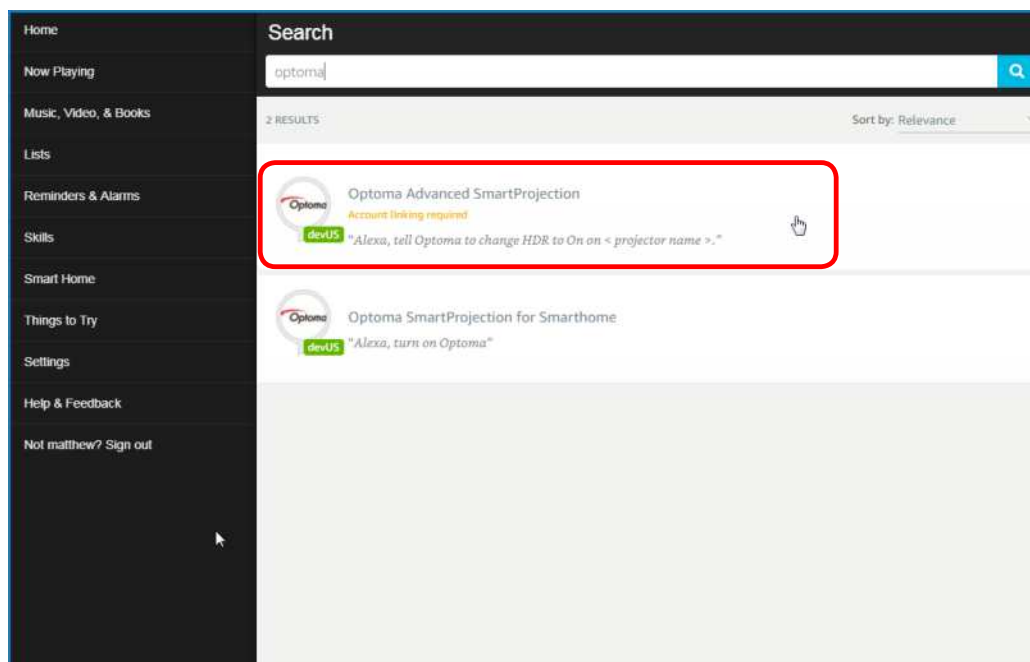 Home
Now Playing
Music, Video, & Books
Lists
Reminders & Alarms
Skills
Smart Home
Things to Try
Settings
Help & Feedback
Not matthew? Sign out
Search
optoma
2 RESULTS
Sort by: Relevance
Optoma
devUS
Optoma Advanced SmartProjection
Account linking required
"Alexa, tell Optoma to change HDR to On on < projector name >."
Optoma
devUS
Optoma SmartProjection for Smarthome
"Alexa, turn on Optoma"